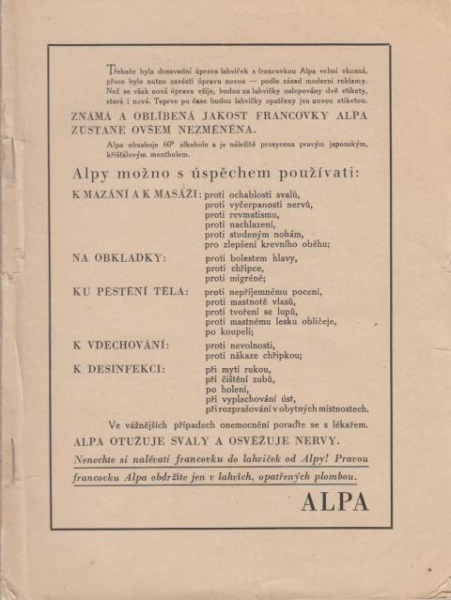 Třebaže byla dosavadní úprava lahviček s francovkou Alpa velmi vkusná,
přece bylo nutno zavésti úpravu novou — podle zásad moderní reklamy.
Než se však nová úprava vžije, budou na lahvičky nalepovány dvě etikety,
stará i nová. Teprve po čase budou lahvičky opatřeny jen novou etiketou.
ZNÁMÁ A OBLÍBENÁ JAKOST FRANCOVKY ALPA
ZŮSTANE OVŠEM NEZMĚNĚNA.
Alpa obsahuje 60° alkoholu a je náležitě prosycena pravým japonským,
křišťálovým mentholem.
Alpy možno s úspěchem používati:
K MAZÁNÍ A K MASÁŽI: proti ochablosti svalů,
proti vyčerpanosti nervů,
proti revmatismu,
proti nachlazení,
proti studeným nohám,
pro zlepšení krevního oběhu;
NA OBKLADKY: proti bolestem hlavy,
proti chřipce,
proti migréně;
KU PĚSTĚNÍ TĚLA: proti nepříjemnému pocení,
proti mastnotě vlasů,
proti tvoření se lupů,
proti mastnému lesku obličeje,
po koupeli;
K VDECHOVÁNÍ: proti nevolnosti,
proti nákaze chřipkou;
K DESINFEKCI: při mytí rukou,
při čištění zubů,
po holení,
při vyplachování úst,
při rozprašování v obytných místnostech.
Ve vážnějších případech onemocnění poraďte se s lékařem.
ALPA OTUŽUJE SVALY A OSVĚŽUJE NERVY.
Nenechte si nalévati francovku do lahviček od Alpy! Pravou
francovku Alpa obdržíte jen v lahvích, opatřených plombou.
ALPA